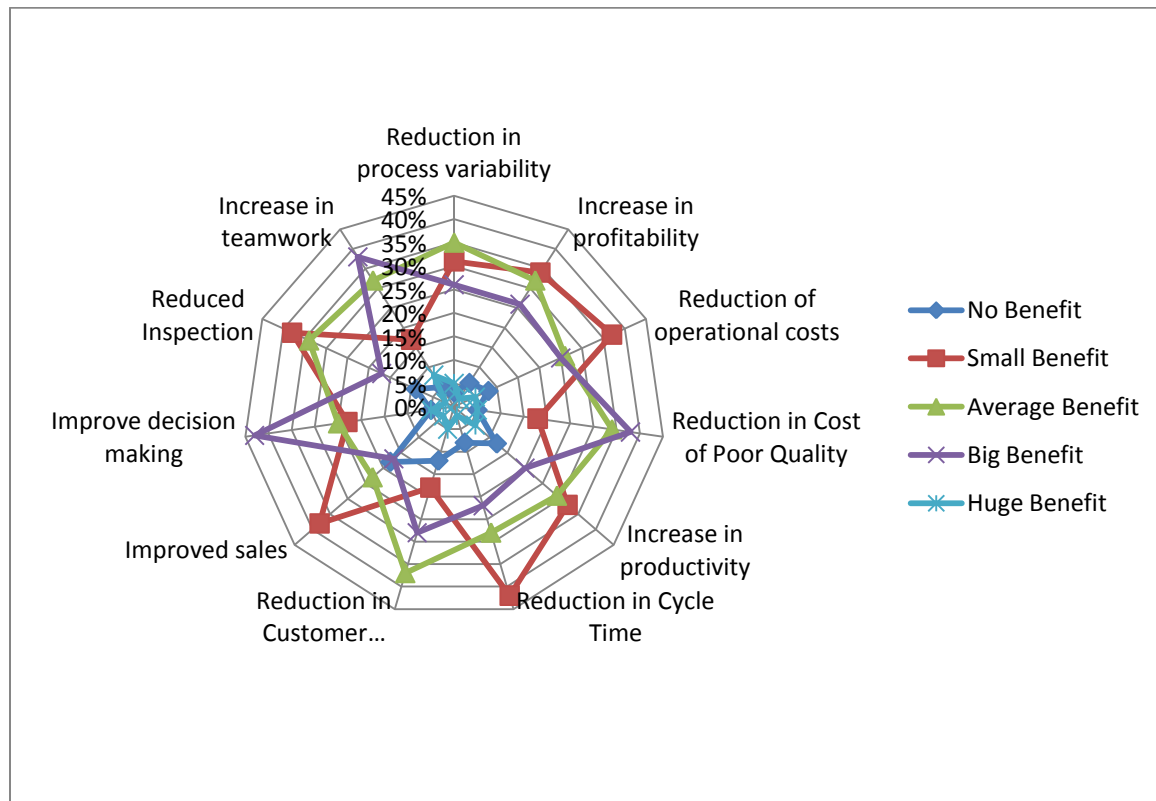 Reduction in
process variability
45%
40%
35%
30%
25%
20%
15%
10%
5%
0%
Increase in
profitability
Reduction of
operational costs
Reduction in Cost
of Poor Quality
Increase in
productivity
Reduction in Cycle
Time
Reduction in
Customer...
Improved sales
Improve decision
making
Reduced
Inspection
Increase in
teamwork
No Benefit
Small Benefit
Average Benefit
Big Benefit
Huge Benefit